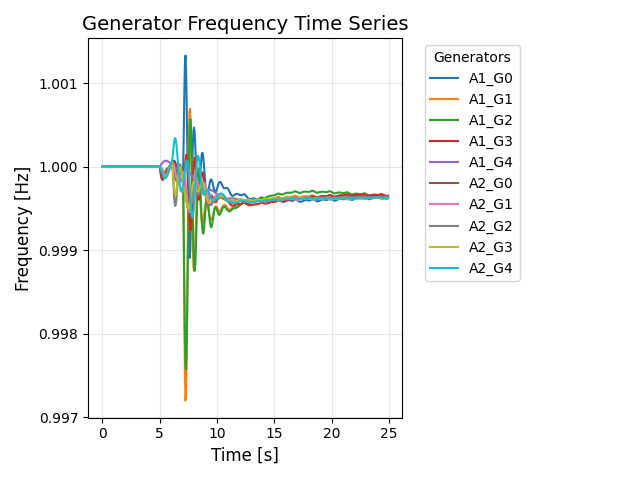 Generator Frequency Time Series
Frequency [Hz]
1.001
1.000
0.999
0.998
0.997
0
5
10
15
20
25
Time [s]
Generators
A1_G0
A1_G1
A1_G2
A1_G3
A1_G4
A2_G0
A2_G1
A2_G2
A2_G3
A2_G4